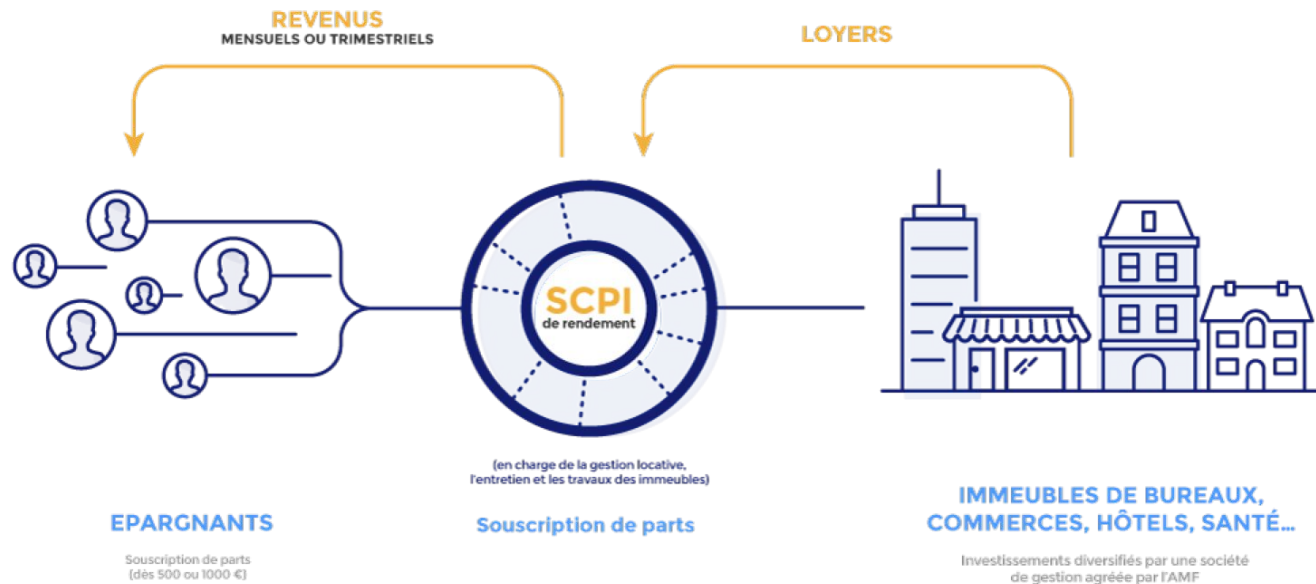 REVENUS
MENSUELS OU TRIMESTRIELS
LOYERS
SCPI
de rendement
(en charge de la gestion locative,
l'entretien et les travaux des immeubles)
EPARGNANTS
Souscription de parts
(dès 500 ou 1000 €)
Souscription de parts
IMMEUBLES DE BUREAUX,
COMMERCES, HÔTELS, SANTÉ...
Investissements diversifiés par une société
de gestion agréée par l'AMF